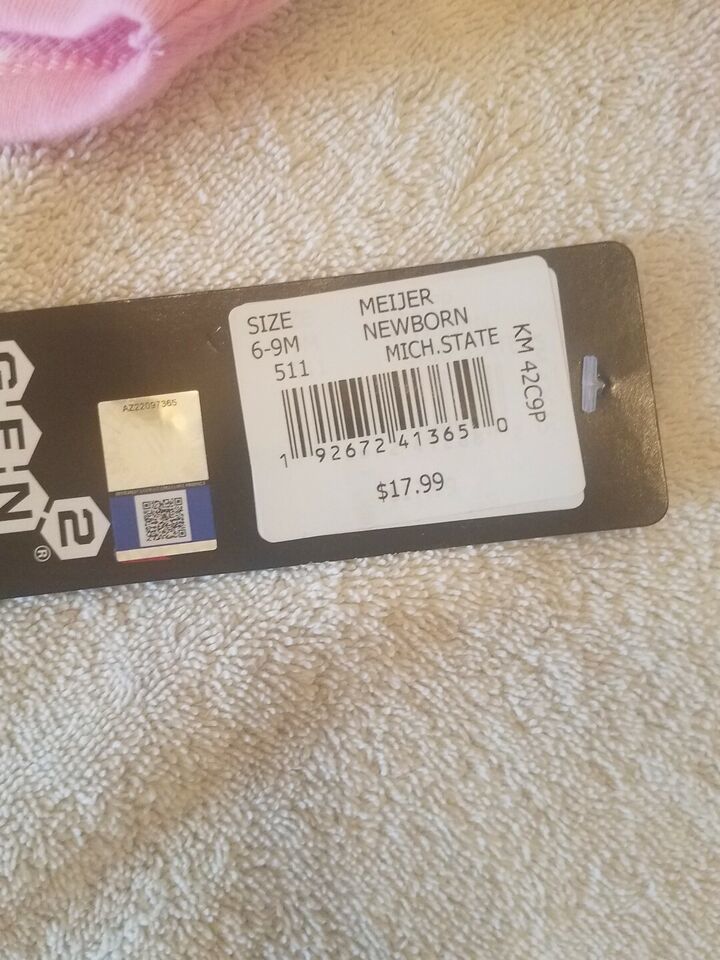 GEN
2
®
AZ22097365
SIZE
6-9M
511
MEIJER
NEWBORN
MICH.STATE
KM 42C9P
1 92672 41365 0
$17.99